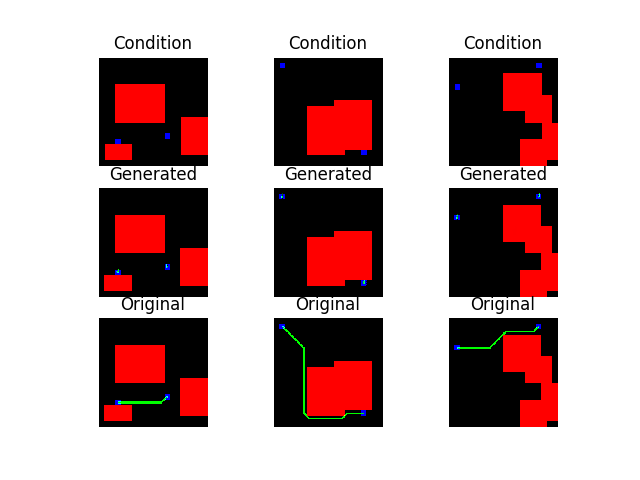 Condition Condition Condition
Generated Generated Generated
Original Original Original